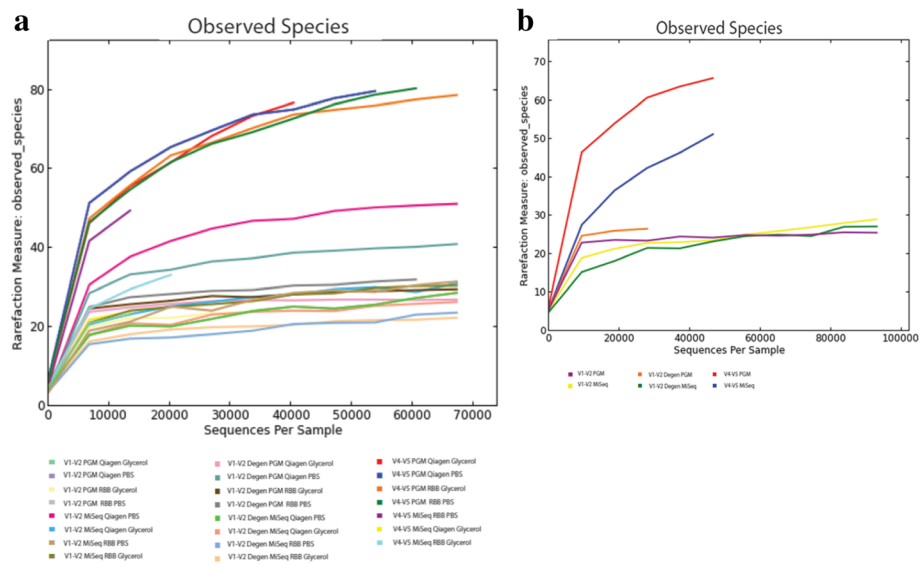 a
Observed Species
Rarefaction Measure: observed_species
80
60
40
20
0
0 10000 20000 30000 40000 50000 60000 70000
Sequences Per Sample
V1-V2 PGM Qiagen Glycerol
V1-V2 PGM Qiagen PBS
V1-V2 PGM RBB Glycerol
V1-V2 PGM RBB PBS
V1-V2 MiSeq Qiagen PBS
V1-V2 MiSeq Qiagen Glycerol
V1-V2 MiSeq RBB PBS
V1-V2 MiSeq RBB Glycerol
V1-V2 Degen PGM Qiagen Glycerol
V1-V2 Degen PGM Qiagen PBS
V1-V2 Degen PGM RBB Glycerol
V1-V2 Degen PGM RBB PBS
V1-V2 Degen MiSeq Qiagen PBS
V1-V2 Degen MiSeq Qiagen Glycerol
V1-V2 Degen MiSeq RBB PBS
V1-V2 Degen MiSeq RBB Glycerol
V4-V5 PGM Qiagen Glycerol
V4-V5 PGM Qiagen PBS
V4-V5 PGM RBB Glycerol
V4-V5 PGM RBB PBS
V4-V5 MiSeq RBB PBS
V4-V5 MiSeq Qiagen Glycerol
V4-V5 MiSeq RBB Glycerol
b
Observed Species
Rarefaction Measure: observed_species
70
60
50
40
30
20
10
0
0 20000 40000 60000 80000 100000
Sequences Per Sample
V1-V2 PGM
V1-V2 MiSeq
V1-V2 Degen PGM
V1-V2 Degen MiSeq
V4-V5 PGM
V4-V5 MiSeq